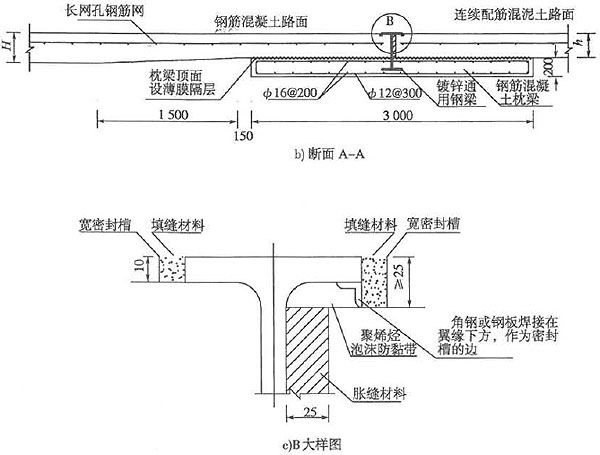 长网孔钢筋网
钢筋混凝土路面
B
连续配筋混泥土路面
H
h
枕梁顶面
设薄膜隔层
ф16@200
ф12@300
镀锌通
用钢梁
钢筋混凝
土枕梁
200
1 500
150
3 000
b) 断面 A-A
宽密封槽
填缝材料
填缝材料
宽密封槽
10
≥25
聚烯烃
泡沫防黏带
角钢或钢板焊接在
翼缘下方，作为密封
槽的边
胀缝材料
25
c)B大样图